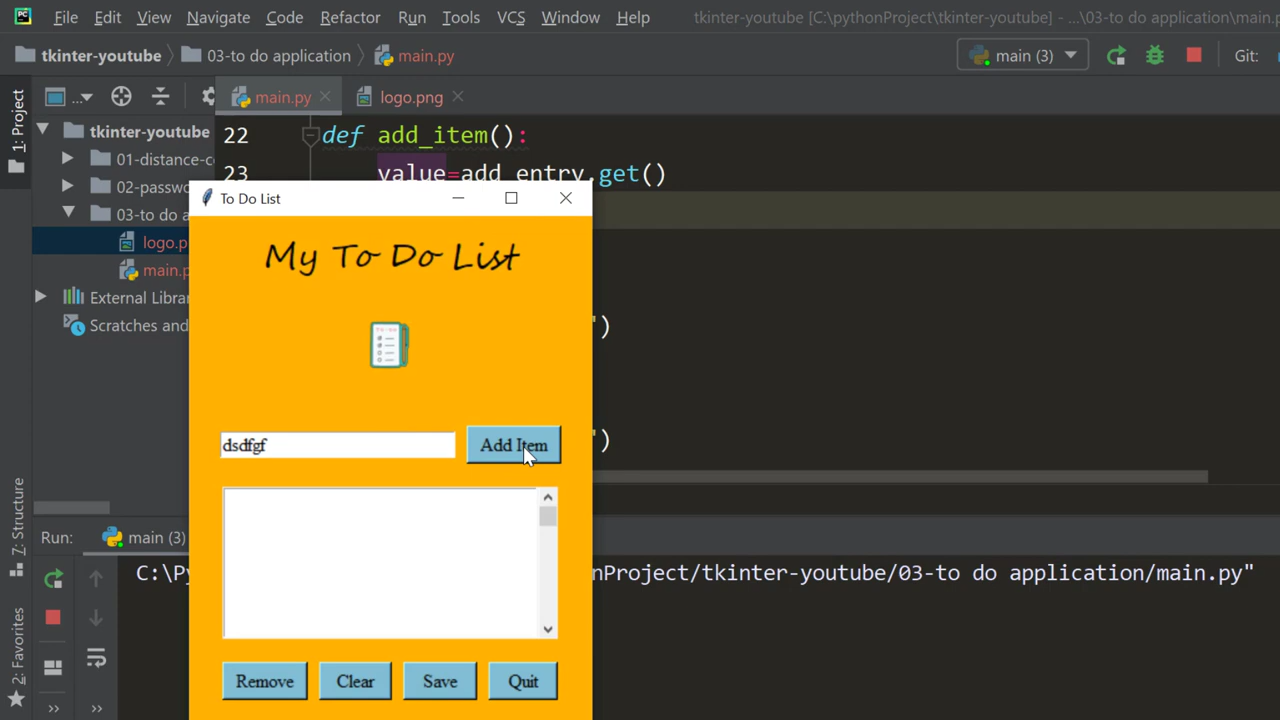 File Edit View Navigate Code Refactor Run Tools VCS Window Help tkinter-youtube [C:\pythonProject\tkinter-youtube] - ...\03-to do application\main.py
tkinter-youtube 03-to do application main.py main (3) Git:
1: Project ... main.py logo.png
tkinter-youtube
01-distance-c
02-passwo
03-to do a
logo.p
main.p
External Librar
Scratches and
22 def add_item():
23 value=add_entry.get()
")
")
To Do List
My To Do List
dsdfgf Add Item
Remove Clear Save Quit
7: Structure
2: Favorites
Run: main (3)
C:\Py nProject/tkinter-youtube/03-to do application/main.py"